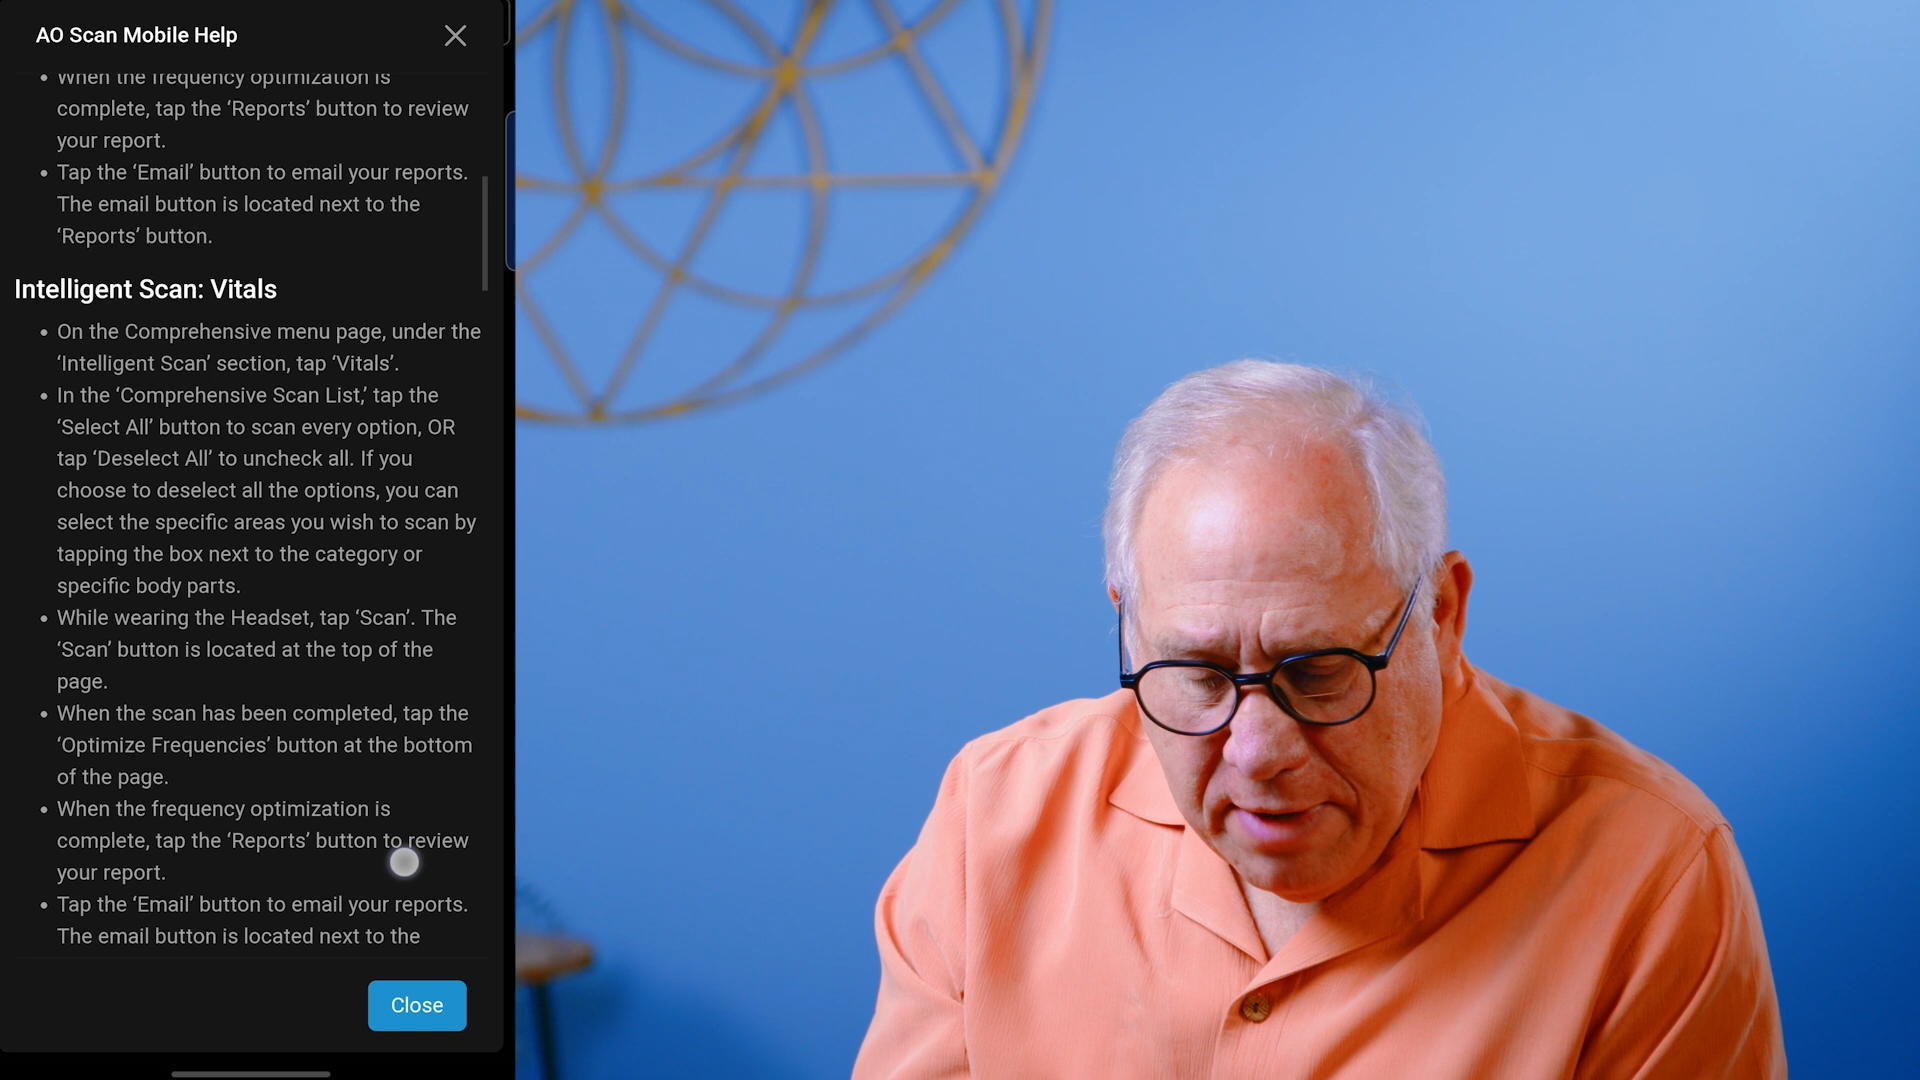 AO Scan Mobile Help
When the frequency optimization is
complete, tap the ‘Reports’ button to review
your report.
Tap the ‘Email’ button to email your reports.
The email button is located next to the
‘Reports’ button.
Intelligent Scan: Vitals
On the Comprehensive menu page, under the
‘Intelligent Scan’ section, tap ‘Vitals’.
In the ‘Comprehensive Scan List,’ tap the
‘Select All’ button to scan every option, OR
tap ‘Deselect All’ to uncheck all. If you
choose to deselect all the options, you can
select the specific areas you wish to scan by
tapping the box next to the category or
specific body parts.
While wearing the Headset, tap ‘Scan’. The
‘Scan’ button is located at the top of the
page.
When the scan has been completed, tap the
‘Optimize Frequencies’ button at the bottom
of the page.
When the frequency optimization is
complete, tap the ‘Reports’ button to review
your report.
Tap the ‘Email’ button to email your reports.
The email button is located next to the
Close